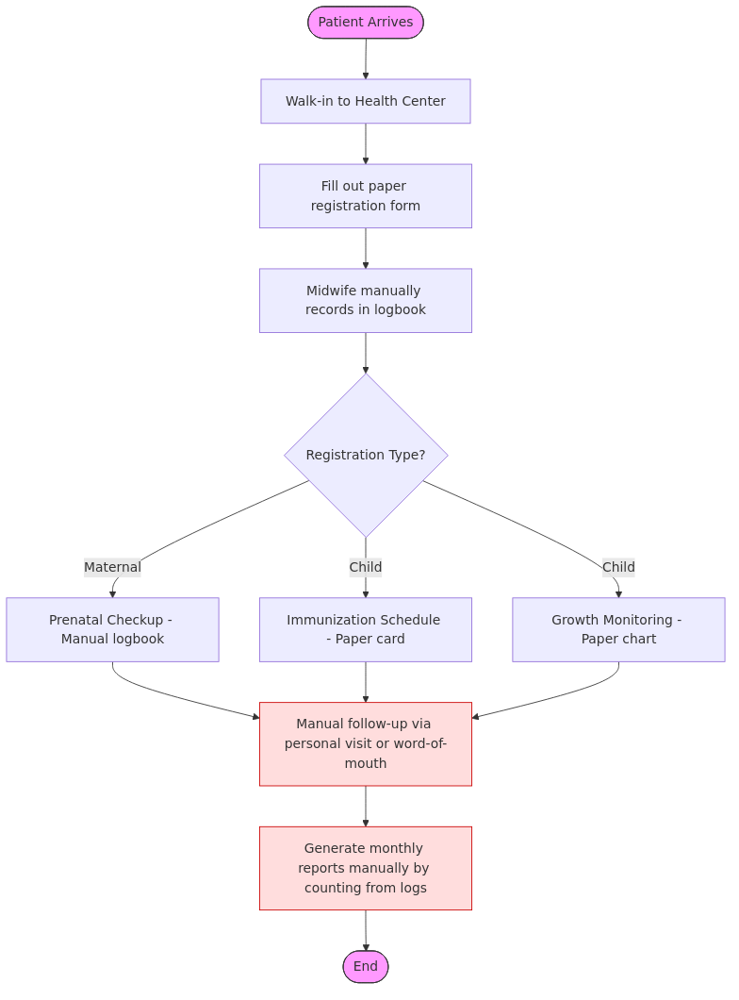 Patient Arrives
Walk-in to Health Center
Fill out paper
registration form
Midwife manually
records in logbook
Registration Type?
Maternal
Child
Child
Prenatal Checkup -
Manual logbook
Immunization Schedule
- Paper card
Growth Monitoring -
Paper chart
Manual follow-up via
personal visit or word-of-
mouth
Generate monthly
reports manually by
counting from logs
End